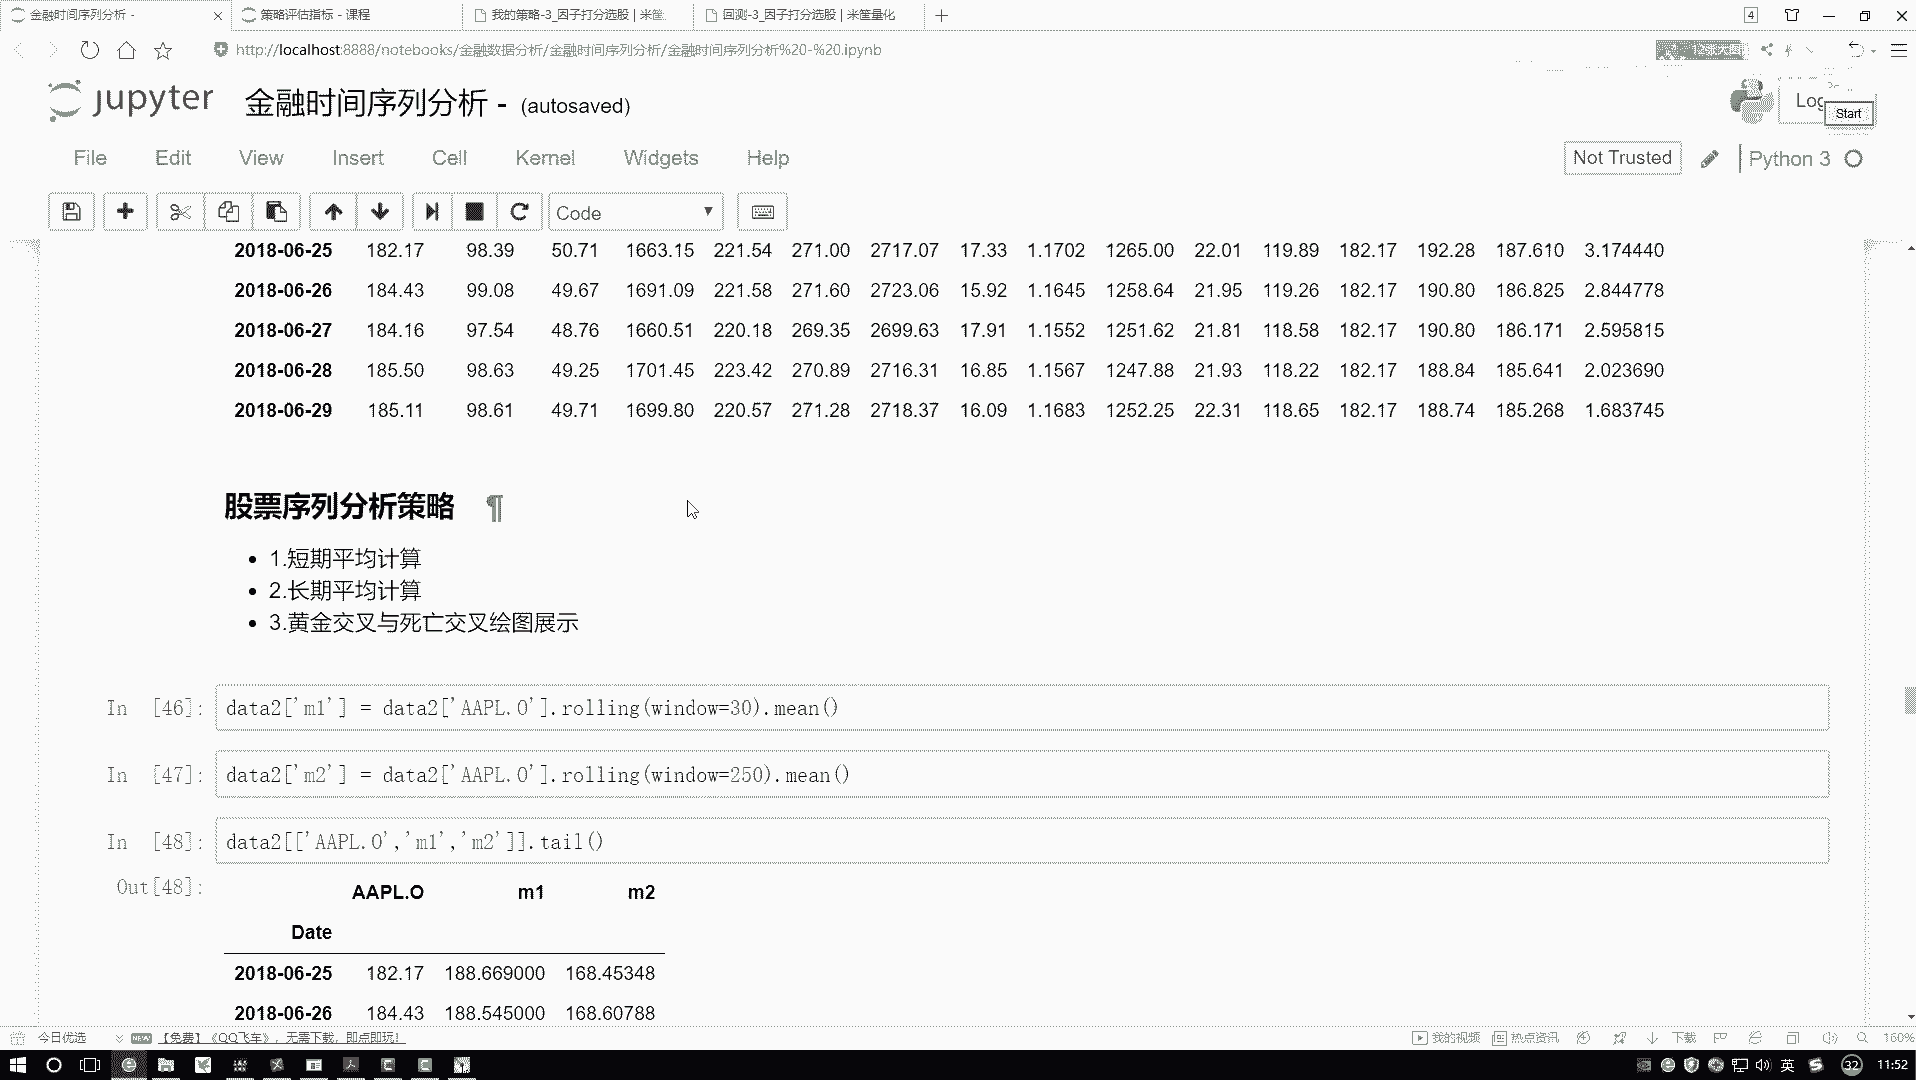 金融时间序列分析 -
策略评估指标 - 课程
我的策略-3_因子打分选股 | 米筐
回测-3_因子打分选股 | 米筐量化
4
http://localhost:8888/notebooks/金融数据分析/金融时间序列分析/金融时间序列分析%20-%20.ipynb
jupyter 金融时间序列分析 - (autosaved)
Start
File Edit View Insert Cell Kernel Widgets Help
Not Trusted Python 3
Code
2018-06-25 182.17 98.39 50.71 1663.15 221.54 271.00 2717.07 17.33 1.1702 1265.00 22.01 119.89 182.17 192.28 187.610 3.174440
2018-06-26 184.43 99.08 49.67 1691.09 221.58 271.60 2723.06 15.92 1.1645 1258.64 21.95 119.26 182.17 190.80 186.825 2.844778
2018-06-27 184.16 97.54 48.76 1660.51 220.18 269.35 2699.63 17.91 1.1552 1251.62 21.81 118.58 182.17 190.80 186.171 2.595815
2018-06-28 185.50 98.63 49.25 1701.45 223.42 270.89 2716.31 16.85 1.1567 1247.88 21.93 118.22 182.17 188.84 185.641 2.023690
2018-06-29 185.11 98.61 49.71 1699.80 220.57 271.28 2718.37 16.09 1.1683 1252.25 22.31 118.65 182.17 188.74 185.268 1.683745
股票序列分析策略 ¶
1.短期平均计算
2.长期平均计算
3.黄金交叉与死亡交叉绘图展示
In [46]: data2['m1'] = data2['AAPL.O'].rolling(window=30).mean()
In [47]: data2['m2'] = data2['AAPL.O'].rolling(window=250).mean()
In [48]: data2[['AAPL.O','m1','m2']].tail()
Out[48]:
AAPL.O m1 m2
Date
2018-06-25 182.17 188.669000 168.45348
2018-06-26 184.43 188.545000 168.60788
今日优选
NEW 【免费】《QQ飞车》，无需下载，即点即玩！
我的视频 热点资讯 下载 160%
英 32 11:52